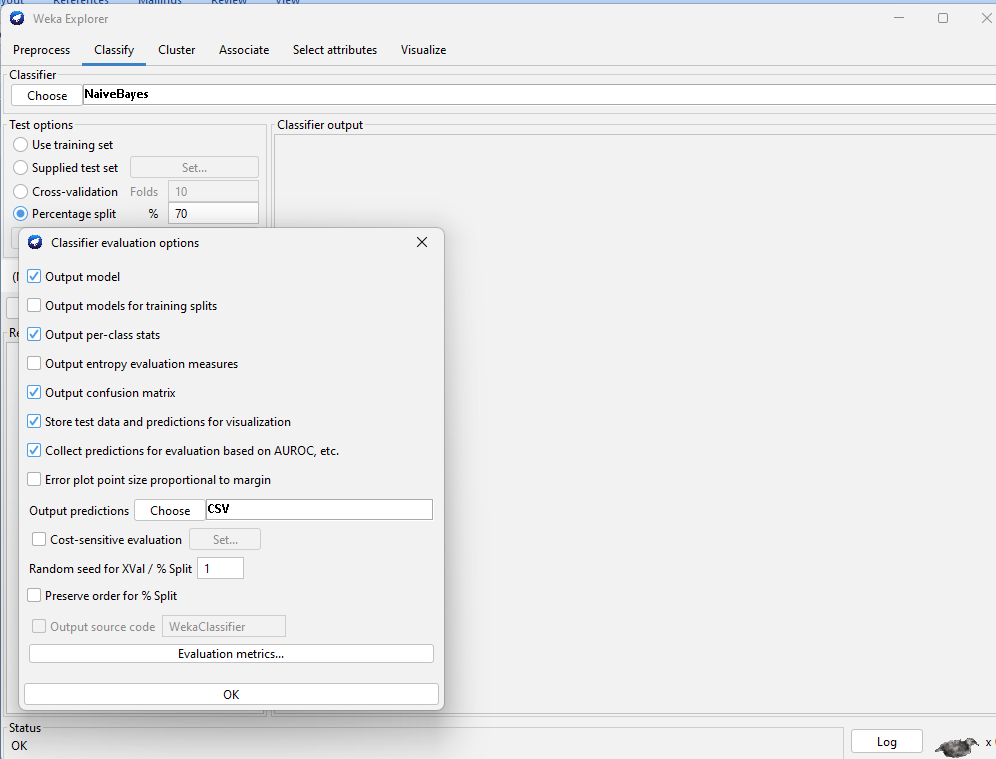 References Mailings Review View
Weka Explorer
Preprocess Classify Cluster Associate Select attributes Visualize
Classifier
Choose NaiveBayes
Test options
Classifier output
Use training set
Supplied test set Set...
Cross-validation Folds 10
Percentage split % 70
Classifier evaluation options
Output model
Output models for training splits
Output per-class stats
Output entropy evaluation measures
Output confusion matrix
Store test data and predictions for visualization
Collect predictions for evaluation based on AUROC, etc.
Error plot point size proportional to margin
Output predictions Choose CSV
Cost-sensitive evaluation Set...
Random seed for XVal / % Split 1
Preserve order for % Split
Output source code WekaClassifier
Evaluation metrics...
OK
Status
OK
Log
x